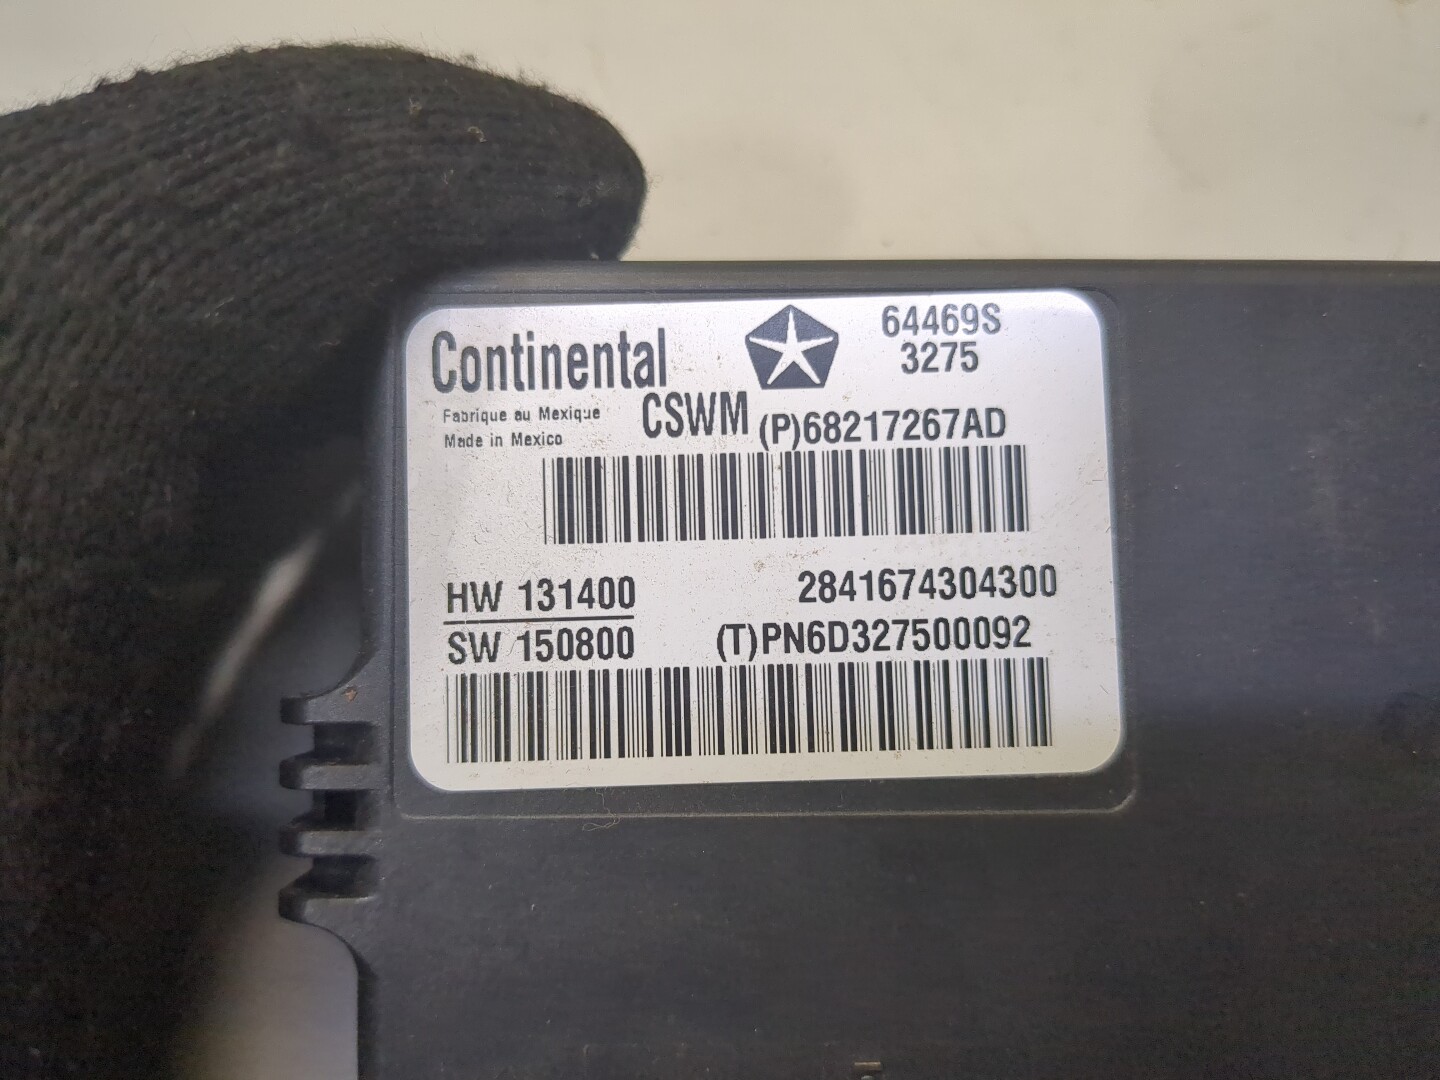 Continental
64469S
3275
Fabrique au Mexique
Made in Mexico
CSWM
(P)68217267AD
HW 131400
2841674304300
SW 150800
(T)PN6D327500092